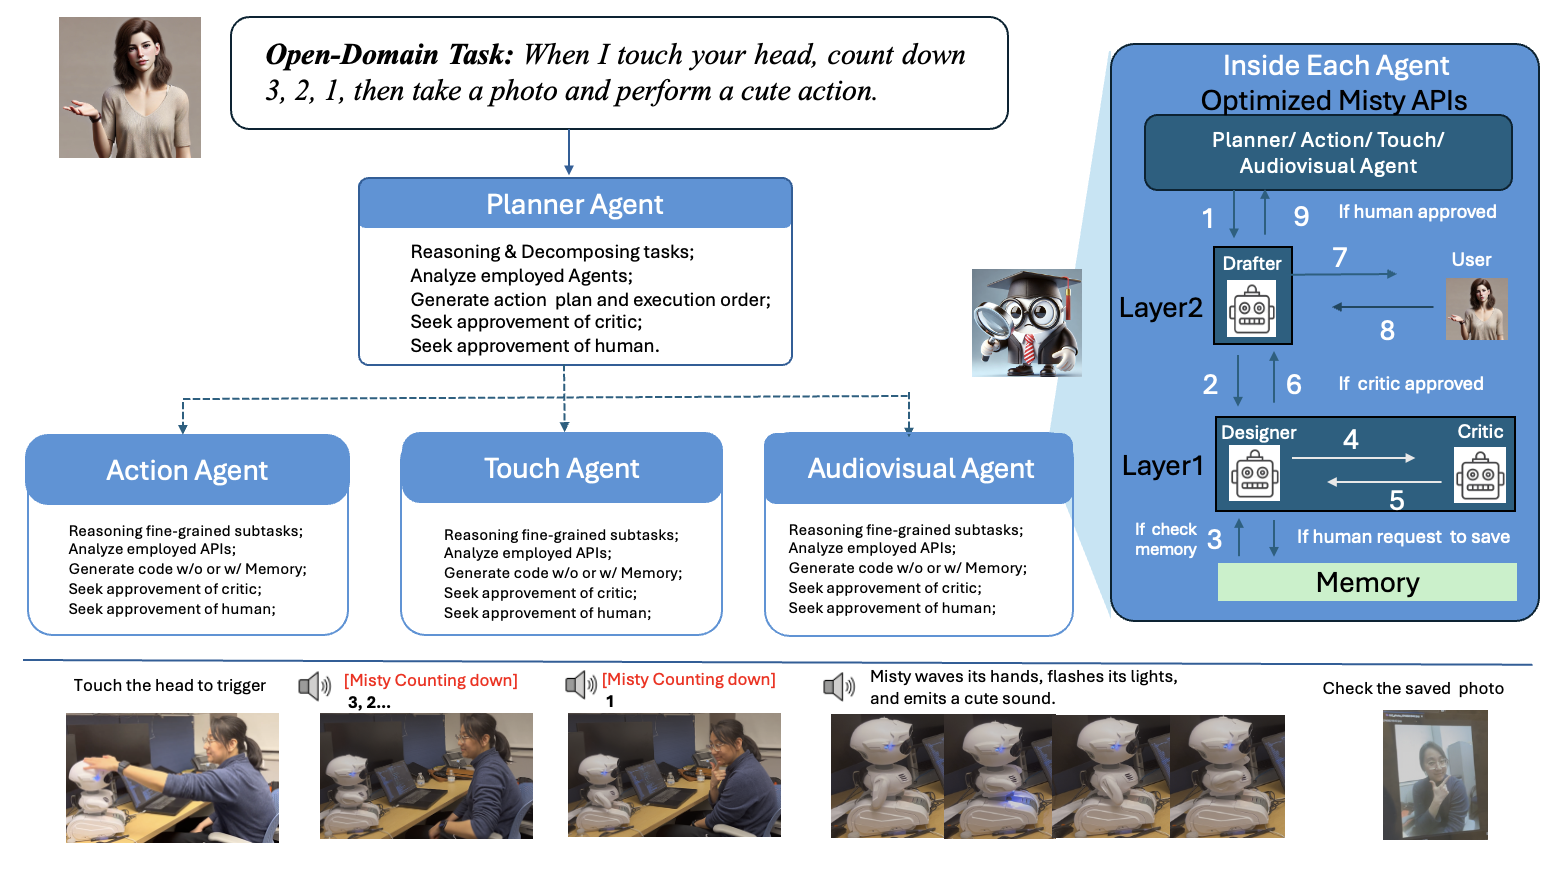 Open-Domain Task: When I touch your head, count down
3, 2, 1, then take a photo and perform a cute action.
Planner Agent
Reasoning & Decomposing tasks;
Analyze employed Agents;
Generate action plan and execution order;
Seek approvement of critic;
Seek approvement of human.
Action Agent
Reasoning fine-grained subtasks;
Analyze employed APIs;
Generate code w/o or w/ Memory;
Seek approvement of critic;
Seek approvement of human;
Touch Agent
Reasoning fine-grained subtasks;
Analyze employed APIs;
Generate code w/o or w/ Memory;
Seek approvement of critic;
Seek approvement of human;
Audiovisual Agent
Reasoning fine-grained subtasks;
Analyze employed APIs;
Generate code w/o or w/ Memory;
Seek approvement of critic;
Seek approvement of human;
Inside Each Agent
Optimized Misty APIs
Planner/ Action/ Touch/
Audiovisual Agent
1
9
If human approved
Drafter
7
User
Layer2
8
2
6
If critic approved
Designer
4
Critic
Layer1
5
If check
memory
3
If human request to save
Memory
Touch the head to trigger
[Misty Counting down]
3, 2...
[Misty Counting down]
1
Misty waves its hands, flashes its lights,
and emits a cute sound.
Check the saved photo